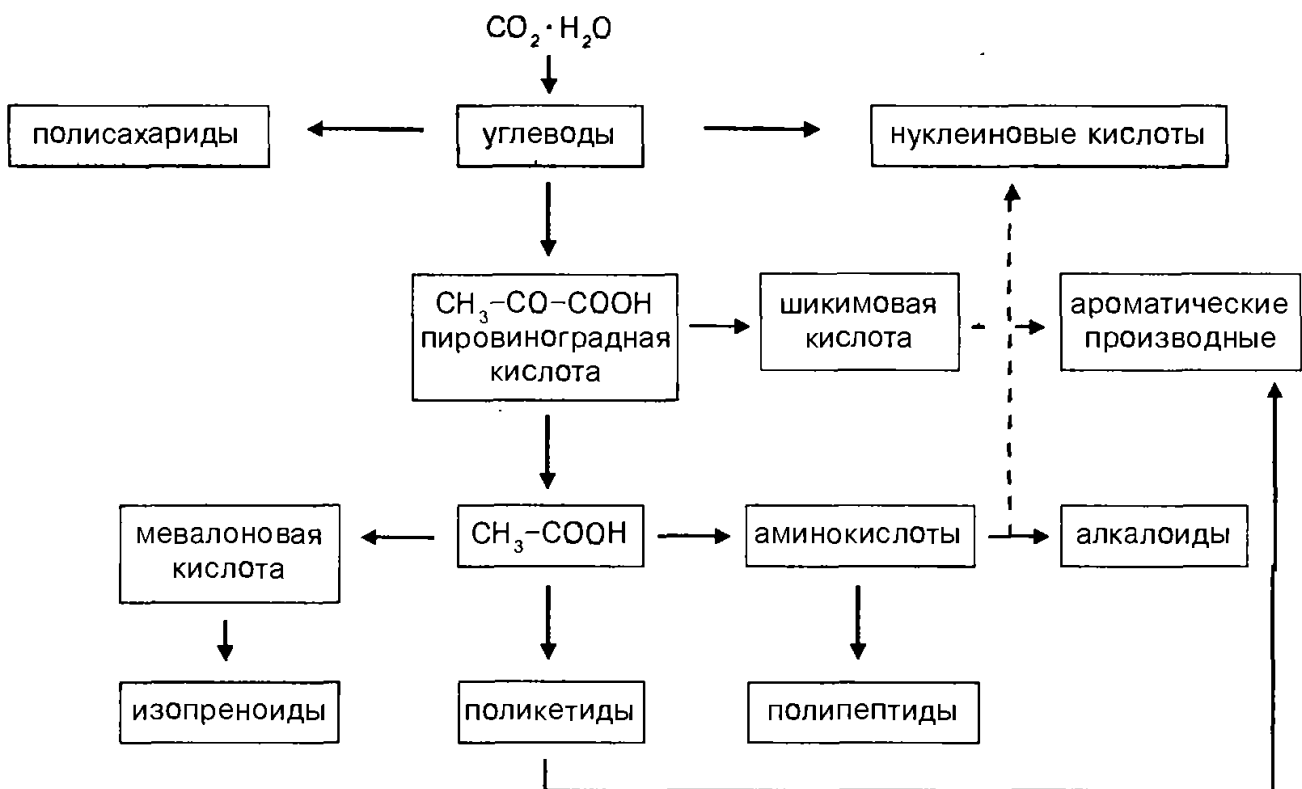 CO₂·H₂O
полисахариды
углеводы
нуклеиновые кислоты
CH₃–CO–COOH
пировиноградная
кислота
шикимовая
кислота
ароматические
производные
мевалоновая
кислота
CH₃–COOH
аминокислоты
алкалоиды
изопреноиды
поликетиды
полипептиды